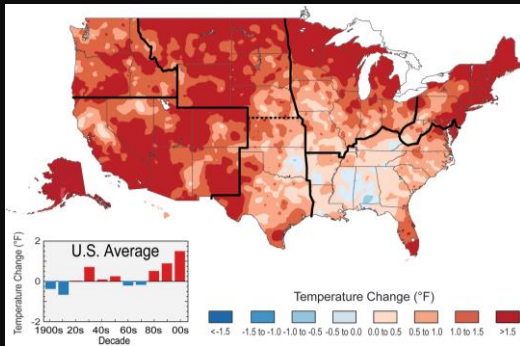 U.S. Average
Temperature Change (°F)
2
0
-2
1900s 20 40s 60s 80s 00s
Decade
Temperature Change (°F)
<-1.5 -1.5 to -1.0 -1.0 to -0.5 -0.5 to 0.0 0.0 to 0.5 0.5 to 1.0 1.0 to 1.5 >1.5